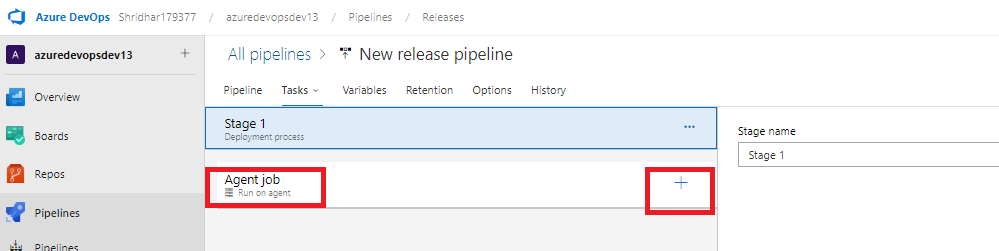 Azure DevOps Shridhar179377 / azuredevopsdev13 / Pipelines / Releases
A azuredevopsdev13 +
All pipelines > New release pipeline
Overview
Pipeline Tasks Variables Retention Options History
Boards
Stage 1
Deployment process
...
Stage name
Stage 1
Repos
Agent job
Run on agent
+
Pipelines
Pipelines